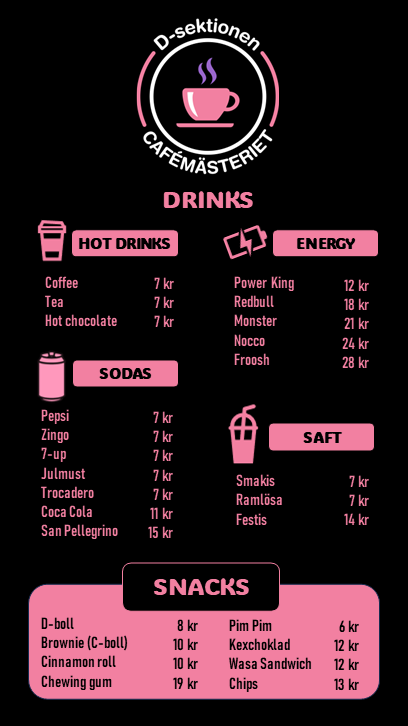 D-sektionen
CAFÉMÄSTERIET
DRINKS
HOT DRINKS
Coffee 7 kr
Tea 7 kr
Hot chocolate 7 kr
SODAS
Pepsi 7 kr
Zingo 7 kr
7-up 7 kr
Julmust 7 kr
Trocadero 7 kr
Coca Cola 11 kr
San Pellegrino 15 kr
ENERGY
Power King 12 kr
Redbull 18 kr
Monster 21 kr
Nocco 24 kr
Froosh 28 kr
SAFT
Smakis 7 kr
Ramlösa 7 kr
Festis 14 kr
SNACKS
D-boll 8 kr
Brownie (C-boll) 10 kr
Cinnamon roll 10 kr
Chewing gum 19 kr
Pim Pim 6 kr
Kexchoklad 12 kr
Wasa Sandwich 12 kr
Chips 13 kr